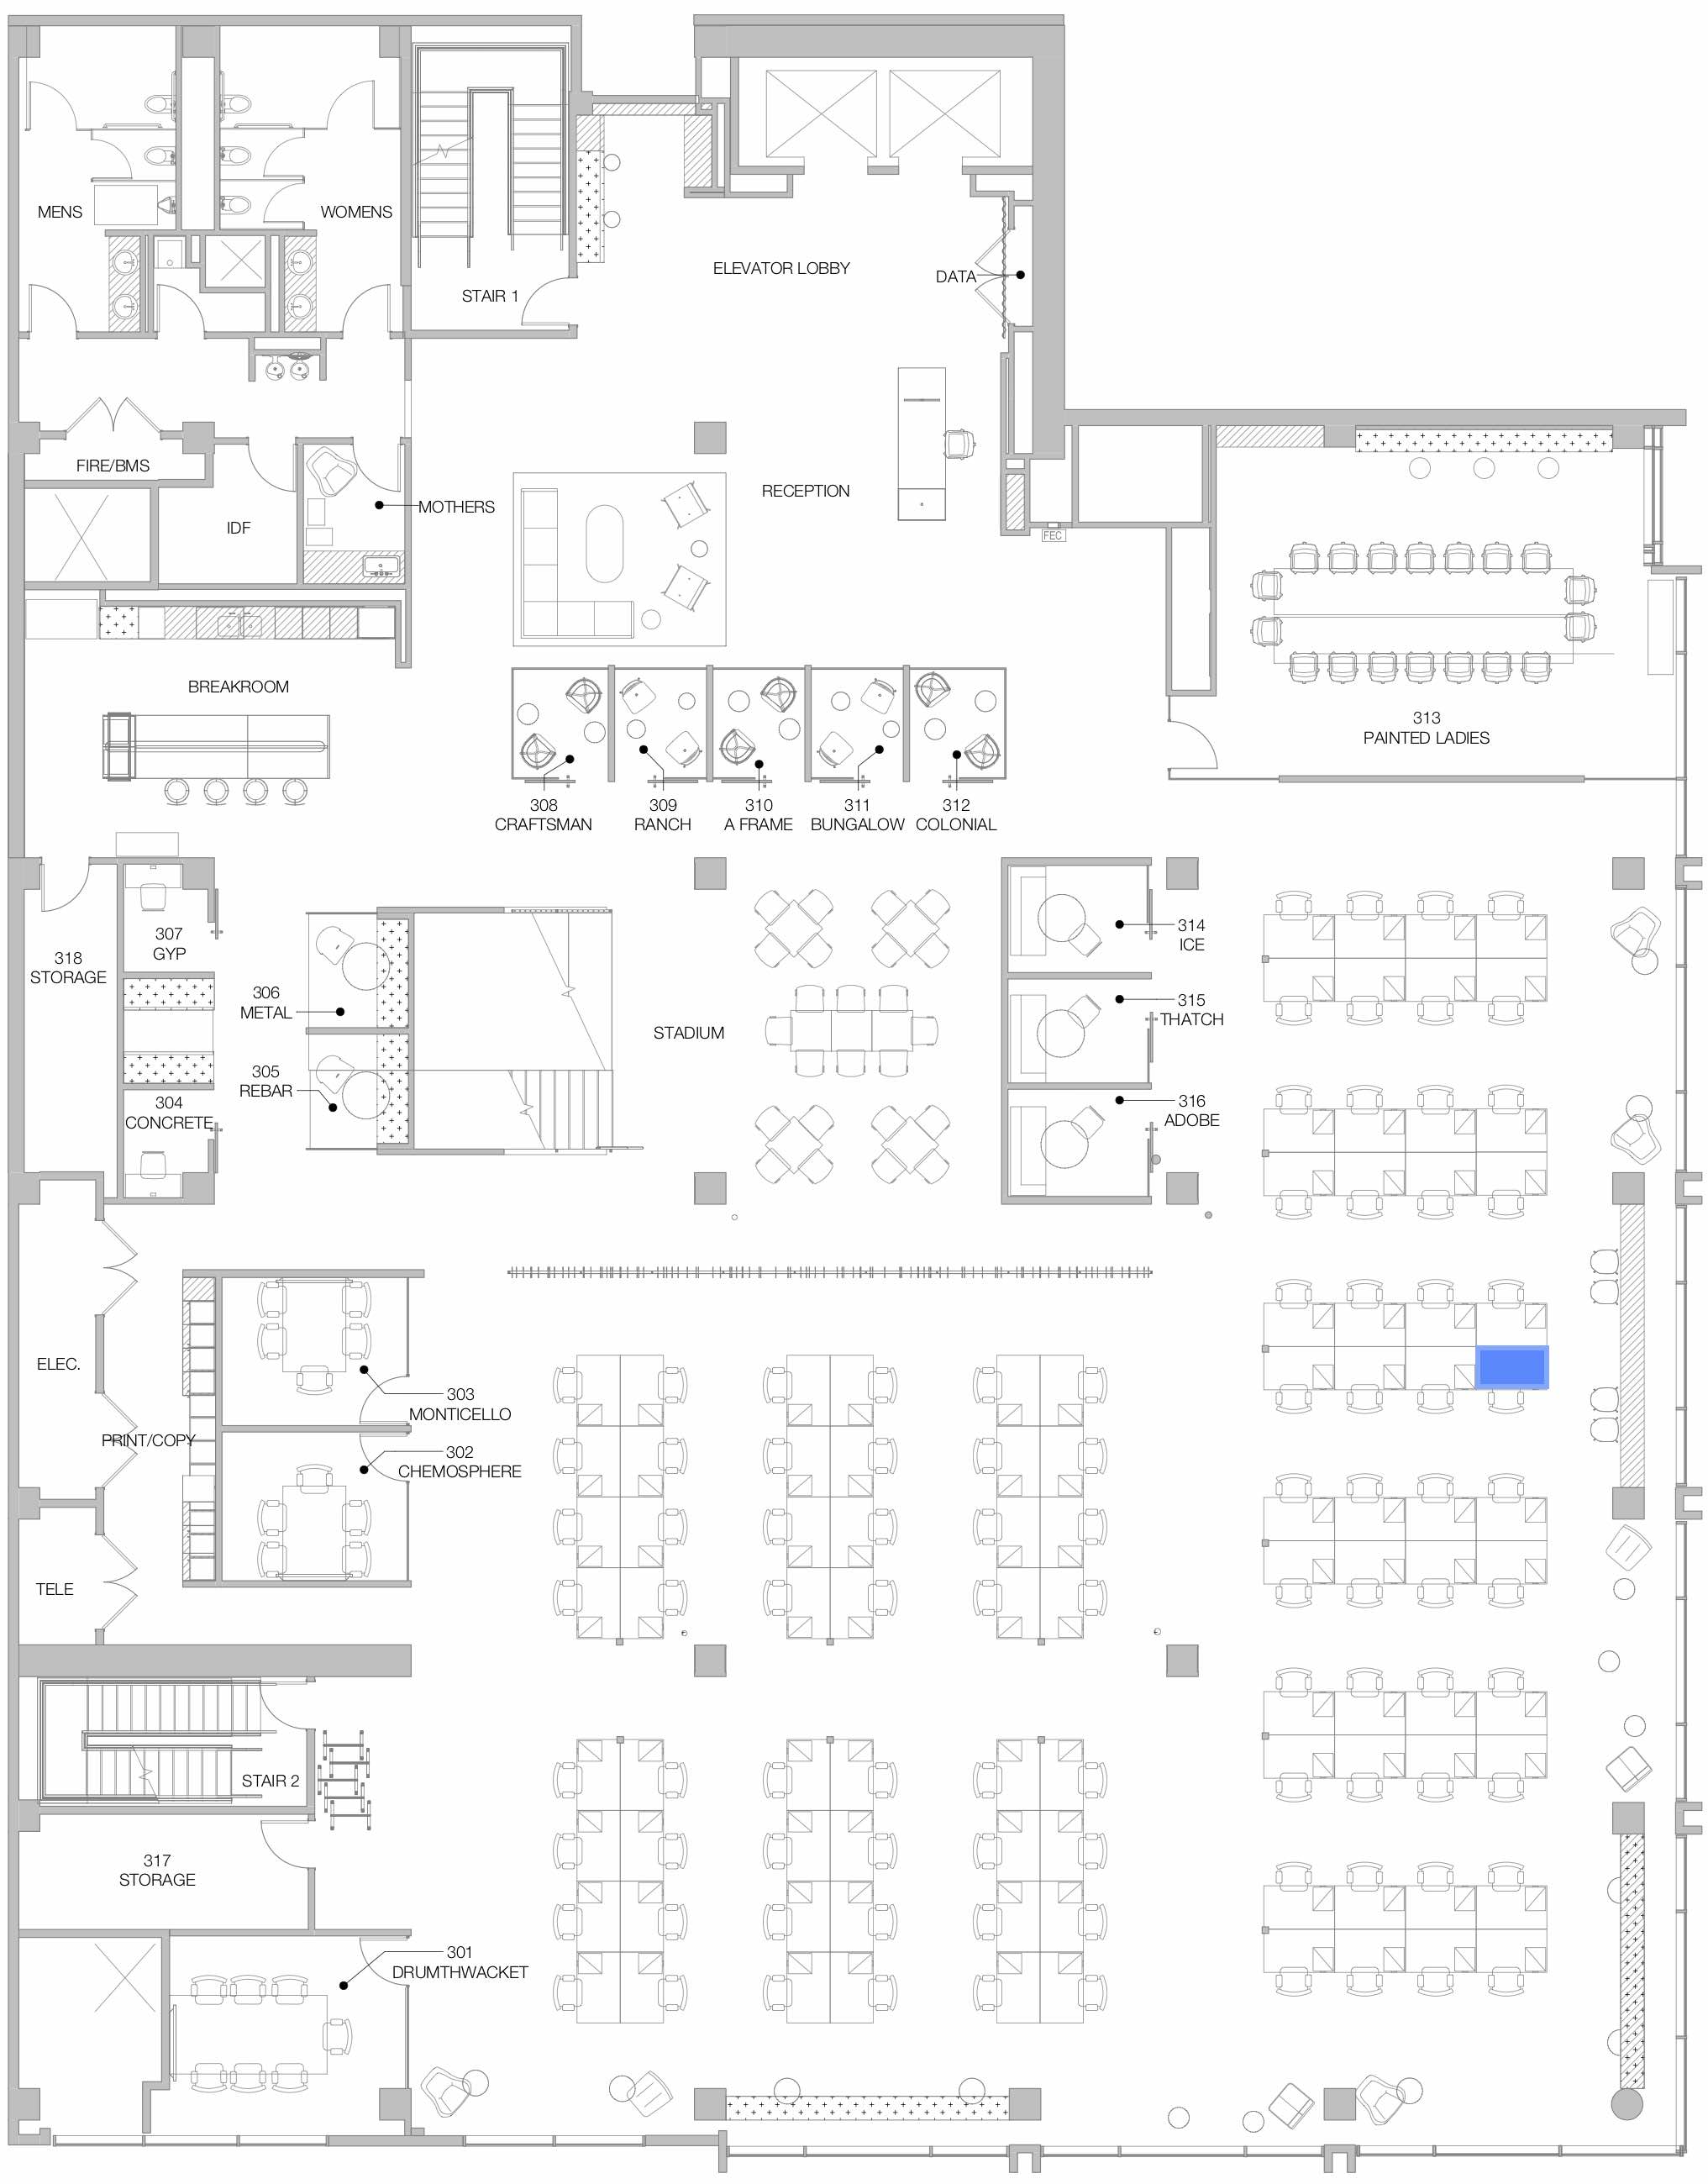 MENS
WOMENS
STAIR 1
ELEVATOR LOBBY
DATA
FIRE/BMS
IDF
MOTHERS
RECEPTION
FEC
BREAKROOM
313
PAINTED LADIES
308
CRAFTSMAN
309
RANCH
310
A FRAME
311
BUNGALOW
312
COLONIAL
307
GYP
318
STORAGE
306
METAL
305
REBAR
304
CONCRETE
STADIUM
314
ICE
315
THATCH
316
ADOBE
ELEC.
303
MONTICELLO
PRINT/COPY
302
CHEMOSPHERE
TELE
STAIR 2
317
STORAGE
301
DRUMTHWACKET